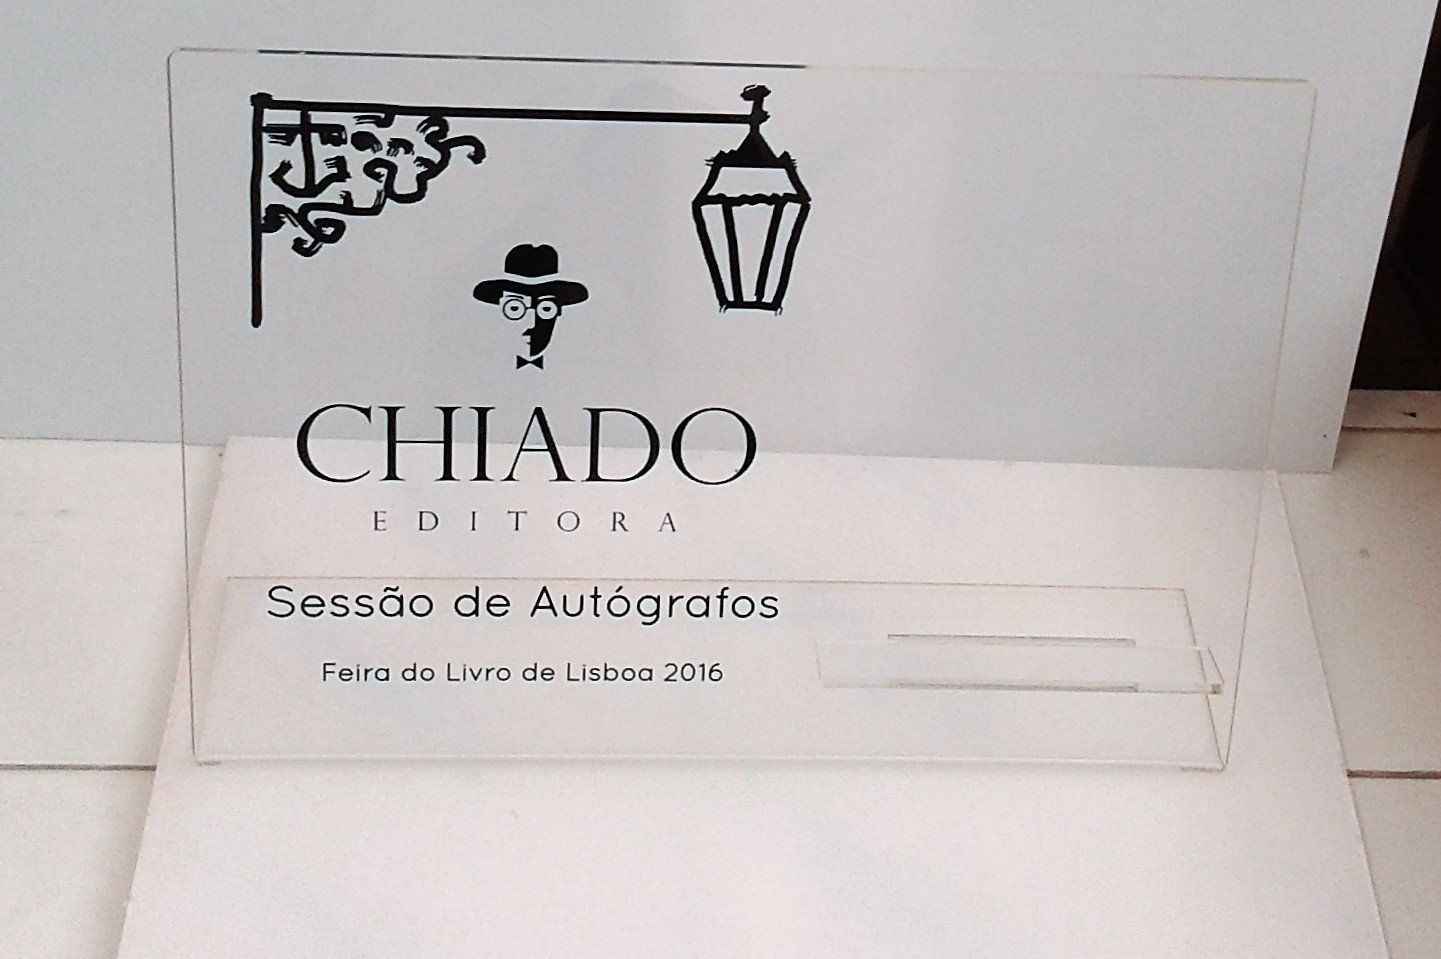 CHIADO
EDITORA
Sessão de Autógrafos
Feira do Livro de Lisboa 2016